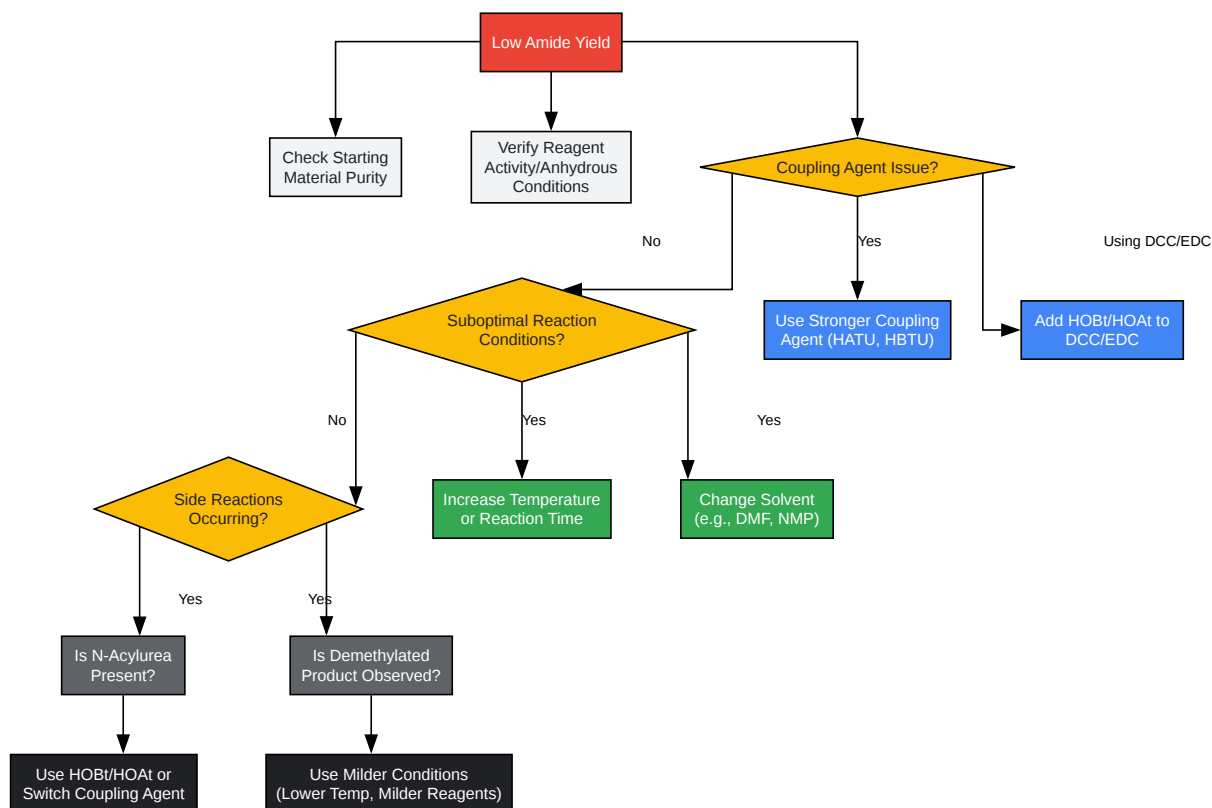 Low Amide Yield
Check Starting
Material Purity
Verify Reagent
Activity/Anhydrous
Conditions
Coupling Agent Issue?
No
Yes
Using DCC/EDC
Suboptimal Reaction
Conditions?
Use Stronger Coupling
Agent (HATU, HBTU)
Add HOBt/HOAt to
DCC/EDC
No
Yes
Yes
Side Reactions
Occurring?
Increase Temperature
or Reaction Time
Change Solvent
(e.g., DMF, NMP)
Yes
Yes
Is N-Acylurea
Present?
Is Demethylated
Product Observed?
Use HOBt/HOAt or
Switch Coupling Agent
Use Milder Conditions
(Lower Temp, Milder Reagents)